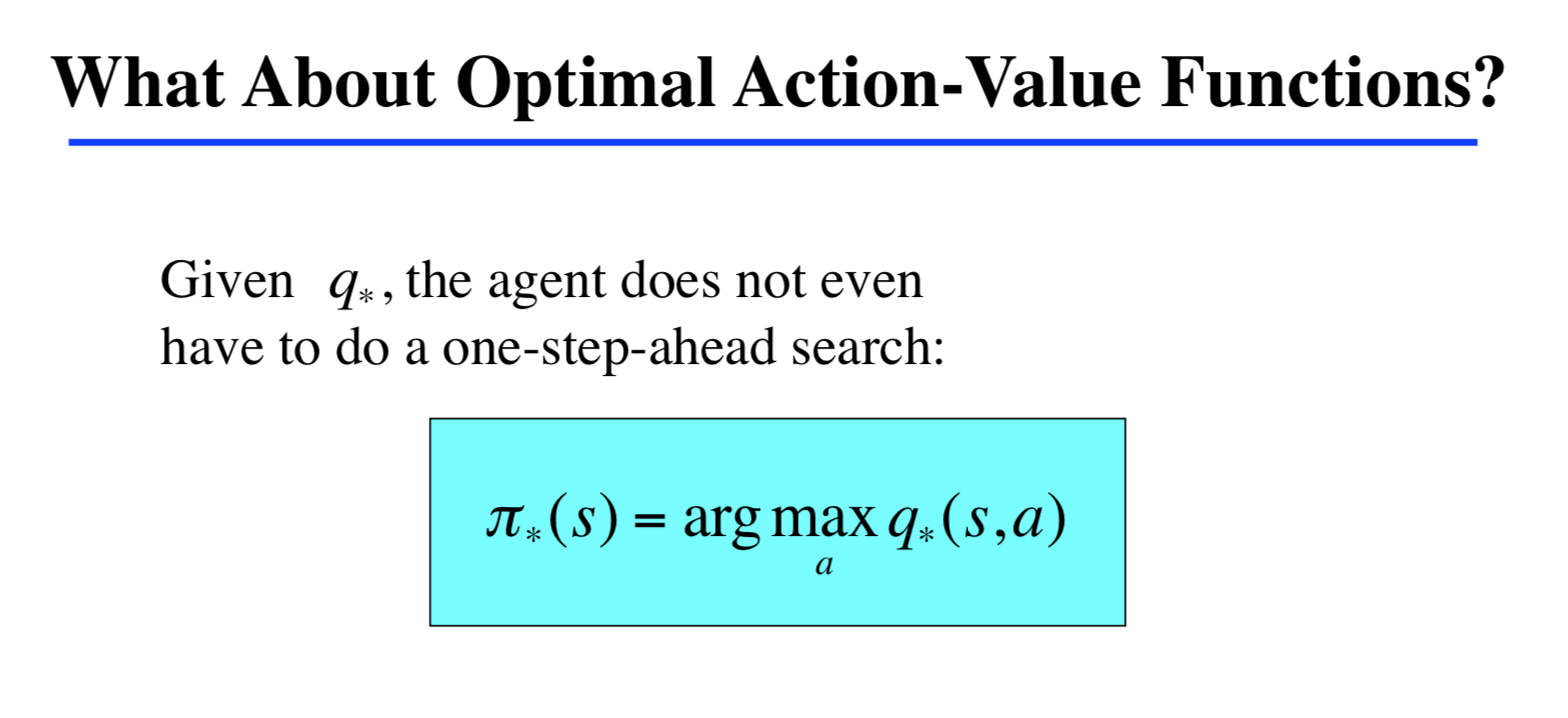 What About Optimal Action-Value Functions?
Given q*, the agent does not even
have to do a one-step-ahead search:
π*(s) = arg max q*(s,a)
a